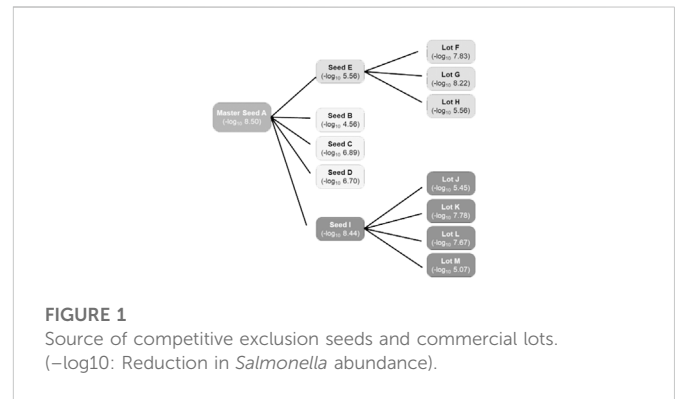 Lot F
(-log10 7.83)
Seed E
(-log10 5.56)
Lot G
(-log10 8.22)
Lot H
(-log10 5.56)
Master Seed A
(-log10 8.50)
Seed B
(-log10 4.56)
Seed C
(-log10 6.89)
Seed D
(-log10 6.70)
Lot J
(-log10 5.45)
Lot K
(-log10 7.78)
Seed I
(-log10 8.44)
Lot L
(-log10 7.67)
Lot M
(-log10 5.07)
FIGURE 1
Source of competitive exclusion seeds and commercial lots.
(−log10: Reduction in Salmonella abundance).